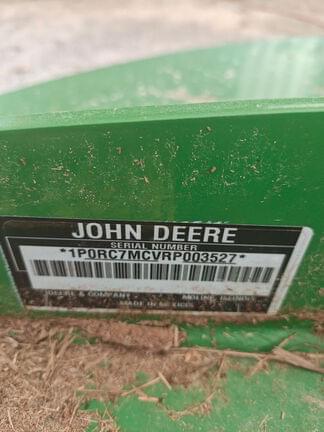 JOHN DEERE
SERIAL NUMBER
*1P0RC7MCVRP003527*
DEERE & COMPANY MOLINE, ILLINOIS
MADE IN MEXICO